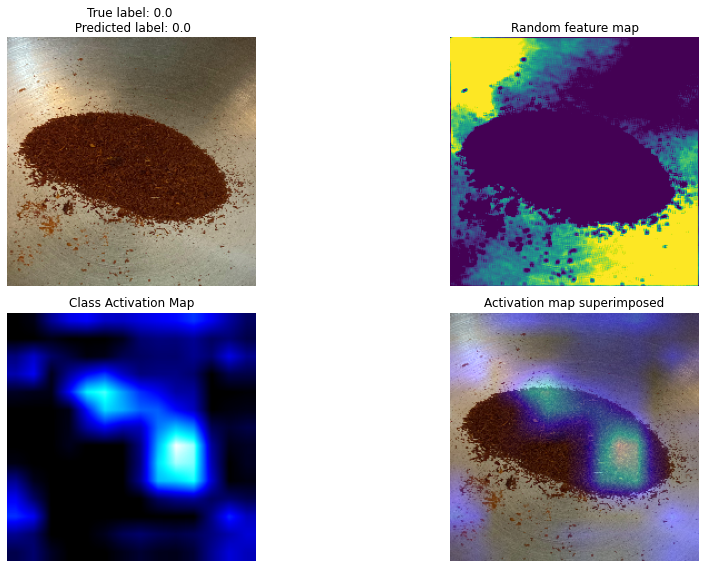 True label: 0.0
Predicted label: 0.0
Random feature map
Class Activation Map
Activation map superimposed